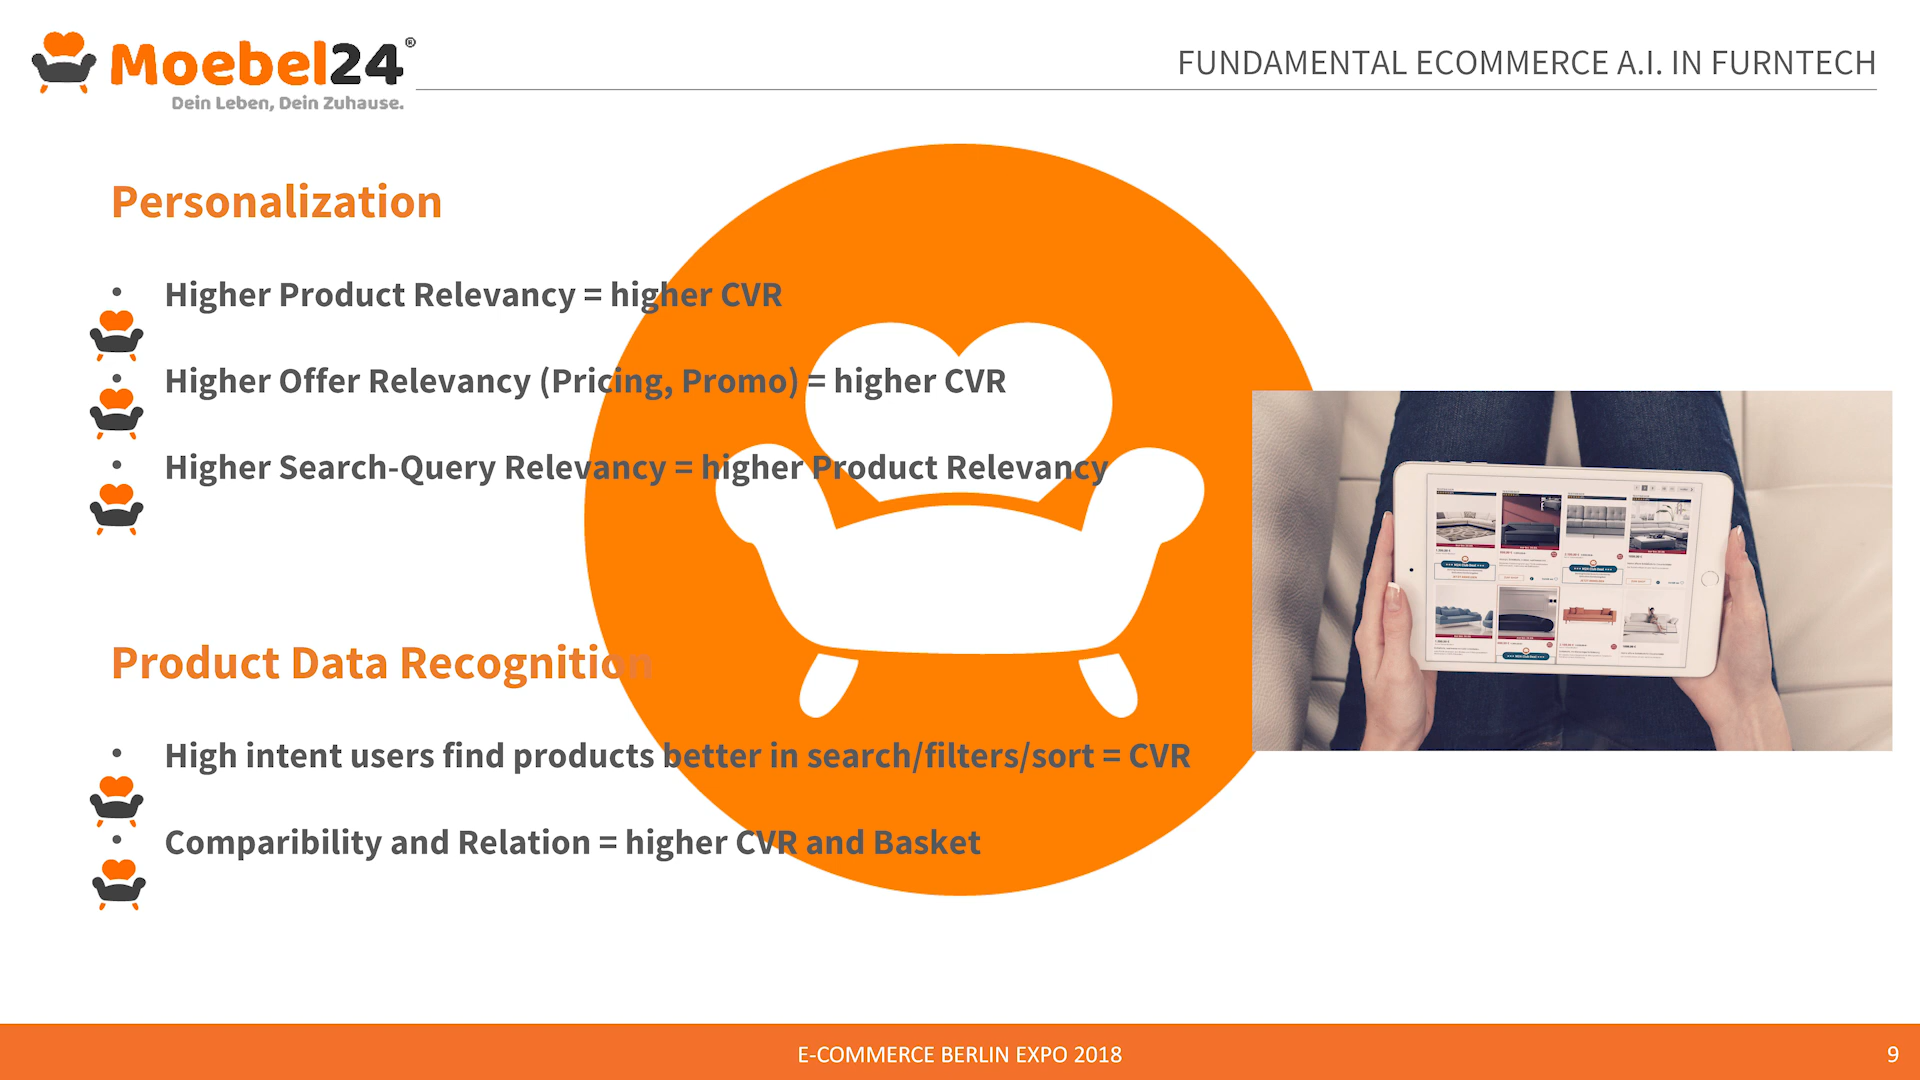 Moebel24®
Dein Leben, Dein Zuhause.
FUNDAMENTAL ECOMMERCE A.I. IN FURNTECH
Personalization
• Higher Product Relevancy = higher CVR
• Higher Offer Relevancy (Pricing, Promo) = higher CVR
• Higher Search-Query Relevancy = higher Product Relevancy
Product Data Recognition
• High intent users find products better in search/filters/sort = CVR
• Comparibility and Relation = higher CVR and Basket
E-COMMERCE BERLIN EXPO 2018
9